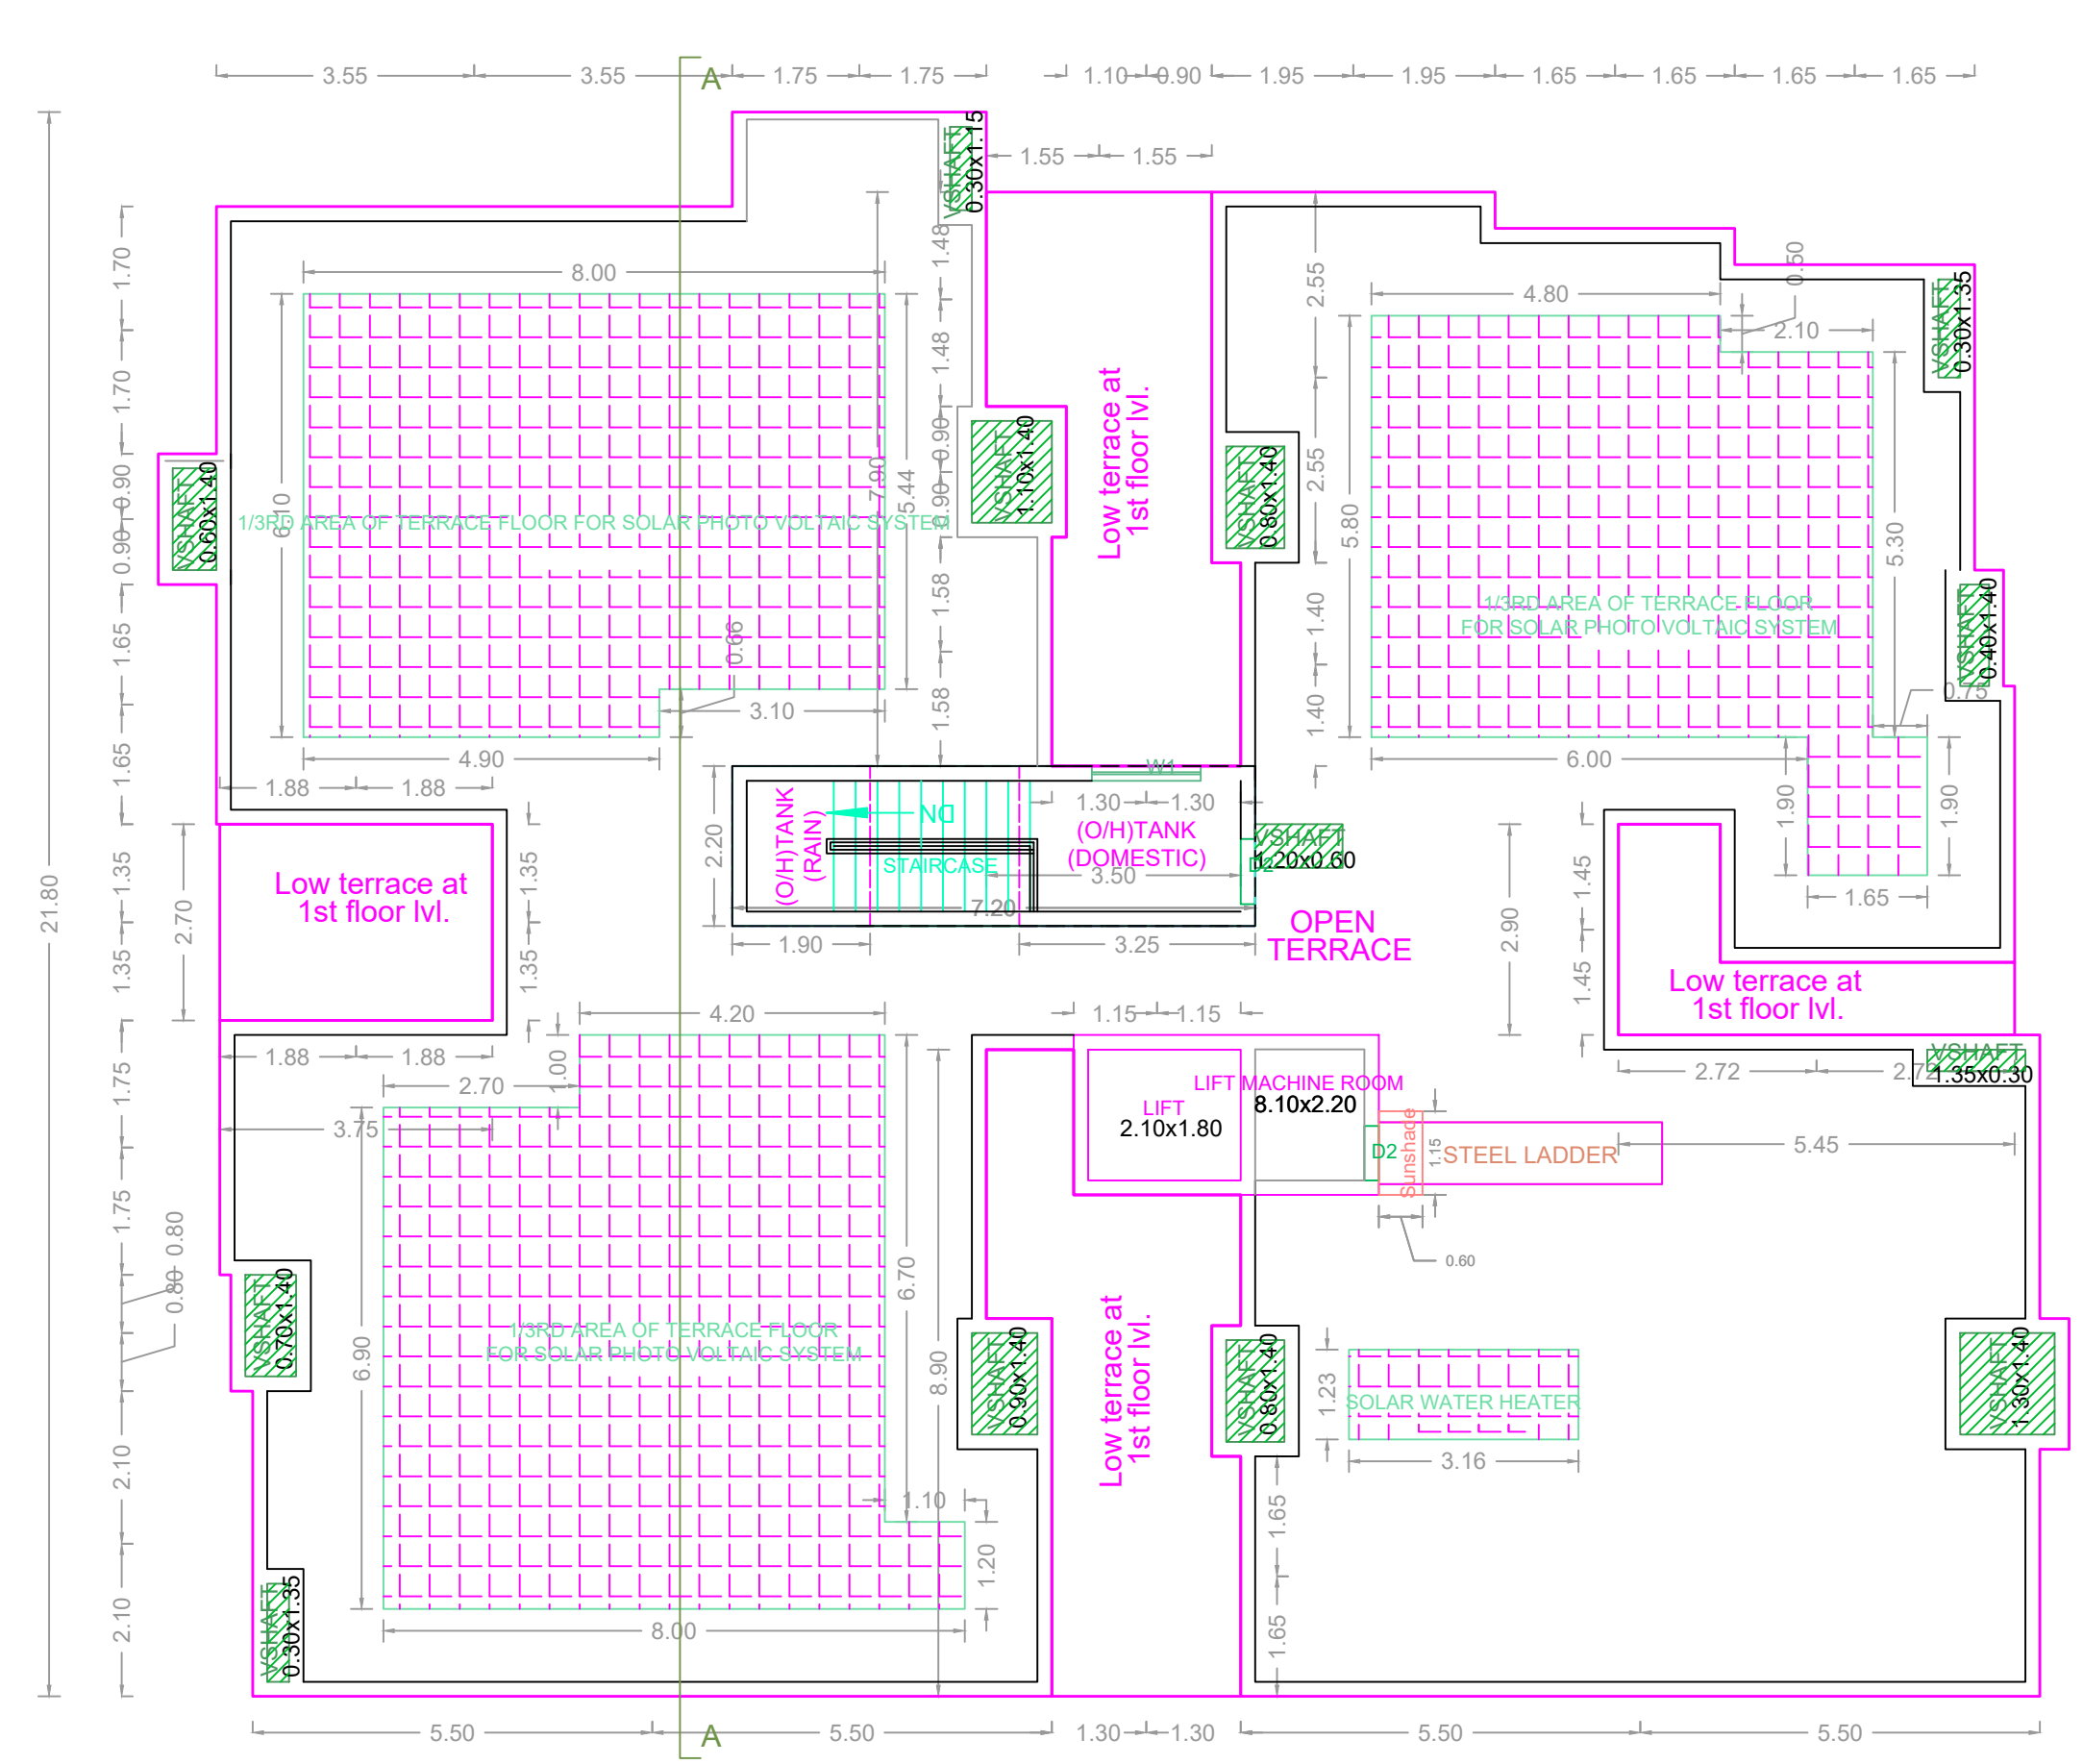 3.55
3.55
A
1.75
1.75
1.10
0.90
1.95
1.95
1.65
1.65
1.65
1.65
1.55
1.55
VSHAFT
0.30x1.15
1.70
1.70
0.90
0.90
1.65
1.65
1.35
1.35
1.75
1.75
0.80
0.80
2.10
2.10
21.80
8.00
6.10
1/3RD AREA OF TERRACE FLOOR FOR SOLAR PHOTO VOLTAIC SYSTEM
7.90
5.44
0.66
3.10
4.90
1.48
1.48
0.90
0.90
1.58
1.58
VSHAFT
0.60x1.40
VSHAFT
1.10x1.40
Low terrace at
1st floor lvl.
2.55
2.55
1.40
1.40
VSHAFT
0.80x1.40
4.80
0.50
2.10
5.80
5.30
1/3RD AREA OF TERRACE FLOOR
FOR SOLAR PHOTO VOLTAIC SYSTEM
0.75
6.00
1.90
1.90
1.65
VSHAFT
0.30x1.35
VSHAFT
0.40x1.40
1.88
1.88
2.70
1.35
1.35
Low terrace at
1st floor lvl.
1.88
1.88
3.75
2.20
(O/H)TANK
(RAIN)
DN
STAIRCASE
W1
1.30
1.30
(O/H)TANK
(DOMESTIC)
3.50
7.20
1.90
3.25
VSHAFT
1.20x0.60
D2
OPEN
TERRACE
1.45
1.45
2.90
Low terrace at
1st floor lvl.
2.72
2.72
VSHAFT
1.35x0.30
5.45
4.20
1.00
2.70
6.90
6.70
8.90
1/3RD AREA OF TERRACE FLOOR
FOR SOLAR PHOTO VOLTAIC SYSTEM
1.10
1.20
8.00
VSHAFT
0.70x1.40
VSHAFT
0.30x1.35
VSHAFT
0.90x1.40
1.15
1.15
LIFT MACHINE ROOM
8.10x2.20
LIFT
2.10x1.80
D2
Sunshade
1.15
STEEL LADDER
0.60
Low terrace at
1st floor lvl.
VSHAFT
0.80x1.40
1.23
SOLAR WATER HEATER
3.16
VSHAFT
1.30x1.40
1.65
1.65
5.50
A
5.50
1.30
1.30
5.50
5.50